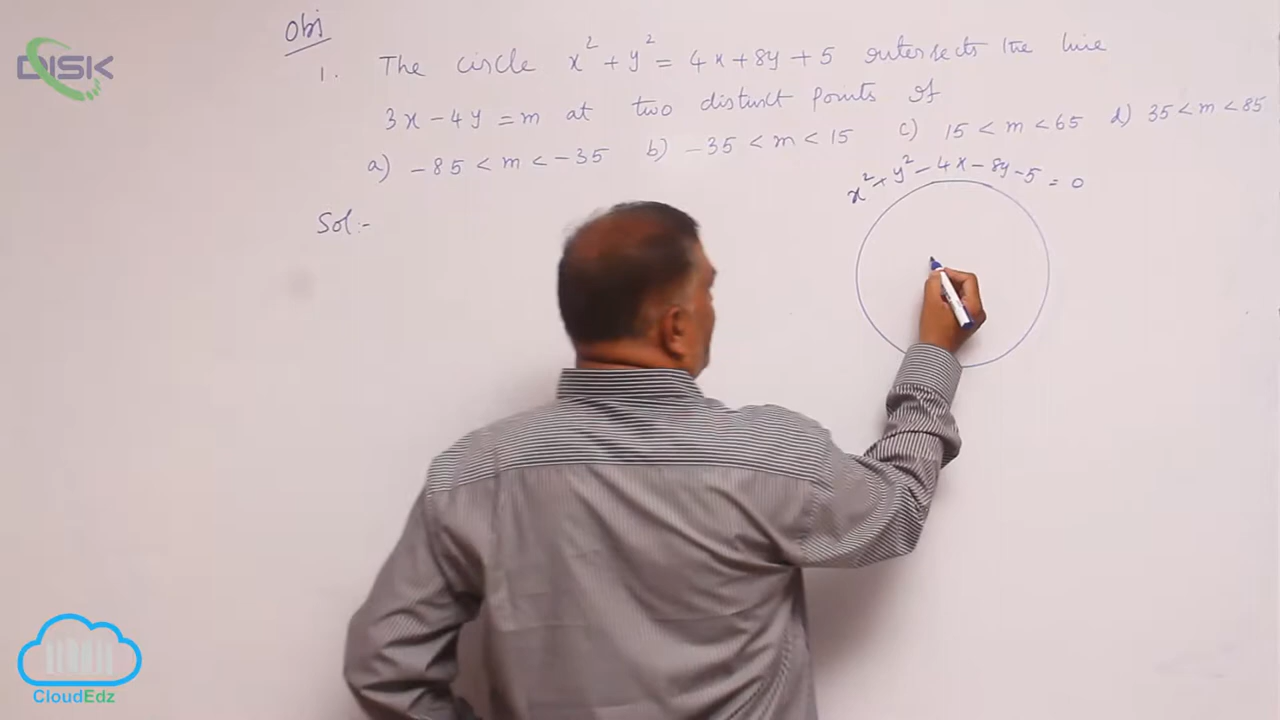 DISK
Obj
1. The circle x² + y² = 4x + 8y + 5 intersects the line
3x - 4y = m at two distinct points if
a) -85 < m < -35 b) -35 < m < 15 c) 15 < m < 65 d) 35 < m < 85
x² + y² - 4x - 8y - 5 = 0
Sol:-
CloudEdz